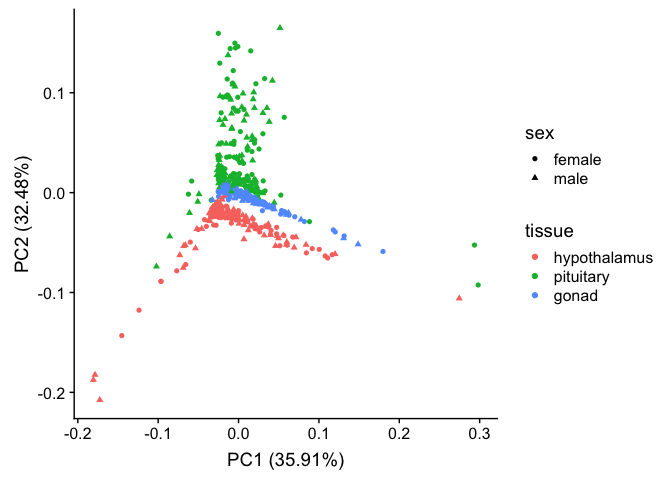 0.1
0.0
-0.1
-0.2
PC2 (32.48%)
-0.2 -0.1 0.0 0.1 0.2 0.3
PC1 (35.91%)
sex
female
male
tissue
hypothalamus
pituitary
gonad